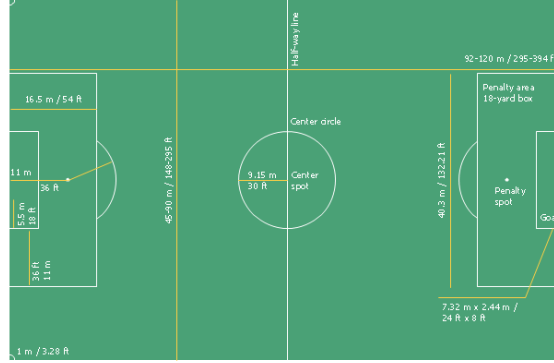 Half-way line
92-120 m / 295-394 f
16.5 m / 54 ft
Penalty area
18-yard box
Center circle
45-90 m / 148-295 ft
40.3 m / 132.21 ft
11 m
36 ft
9.15 m
30 ft
Center
spot
Penalty
spot
5.5 m
18 ft
Goa
36 ft
11 m
7.32 m x 2.44 m /
24 ft x 8 ft
1 m / 3.28 ft